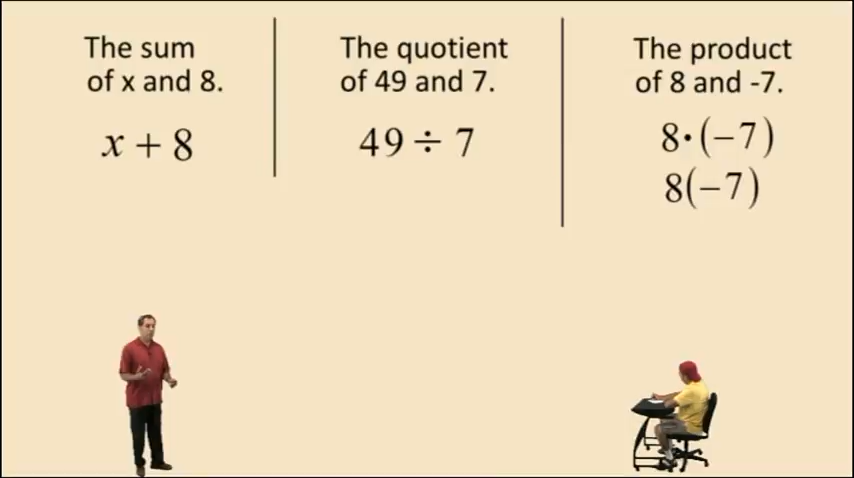 The sum
of x and 8.
x + 8
The quotient
of 49 and 7.
49 ÷ 7
The product
of 8 and -7.
8·(−7)
8(−7)